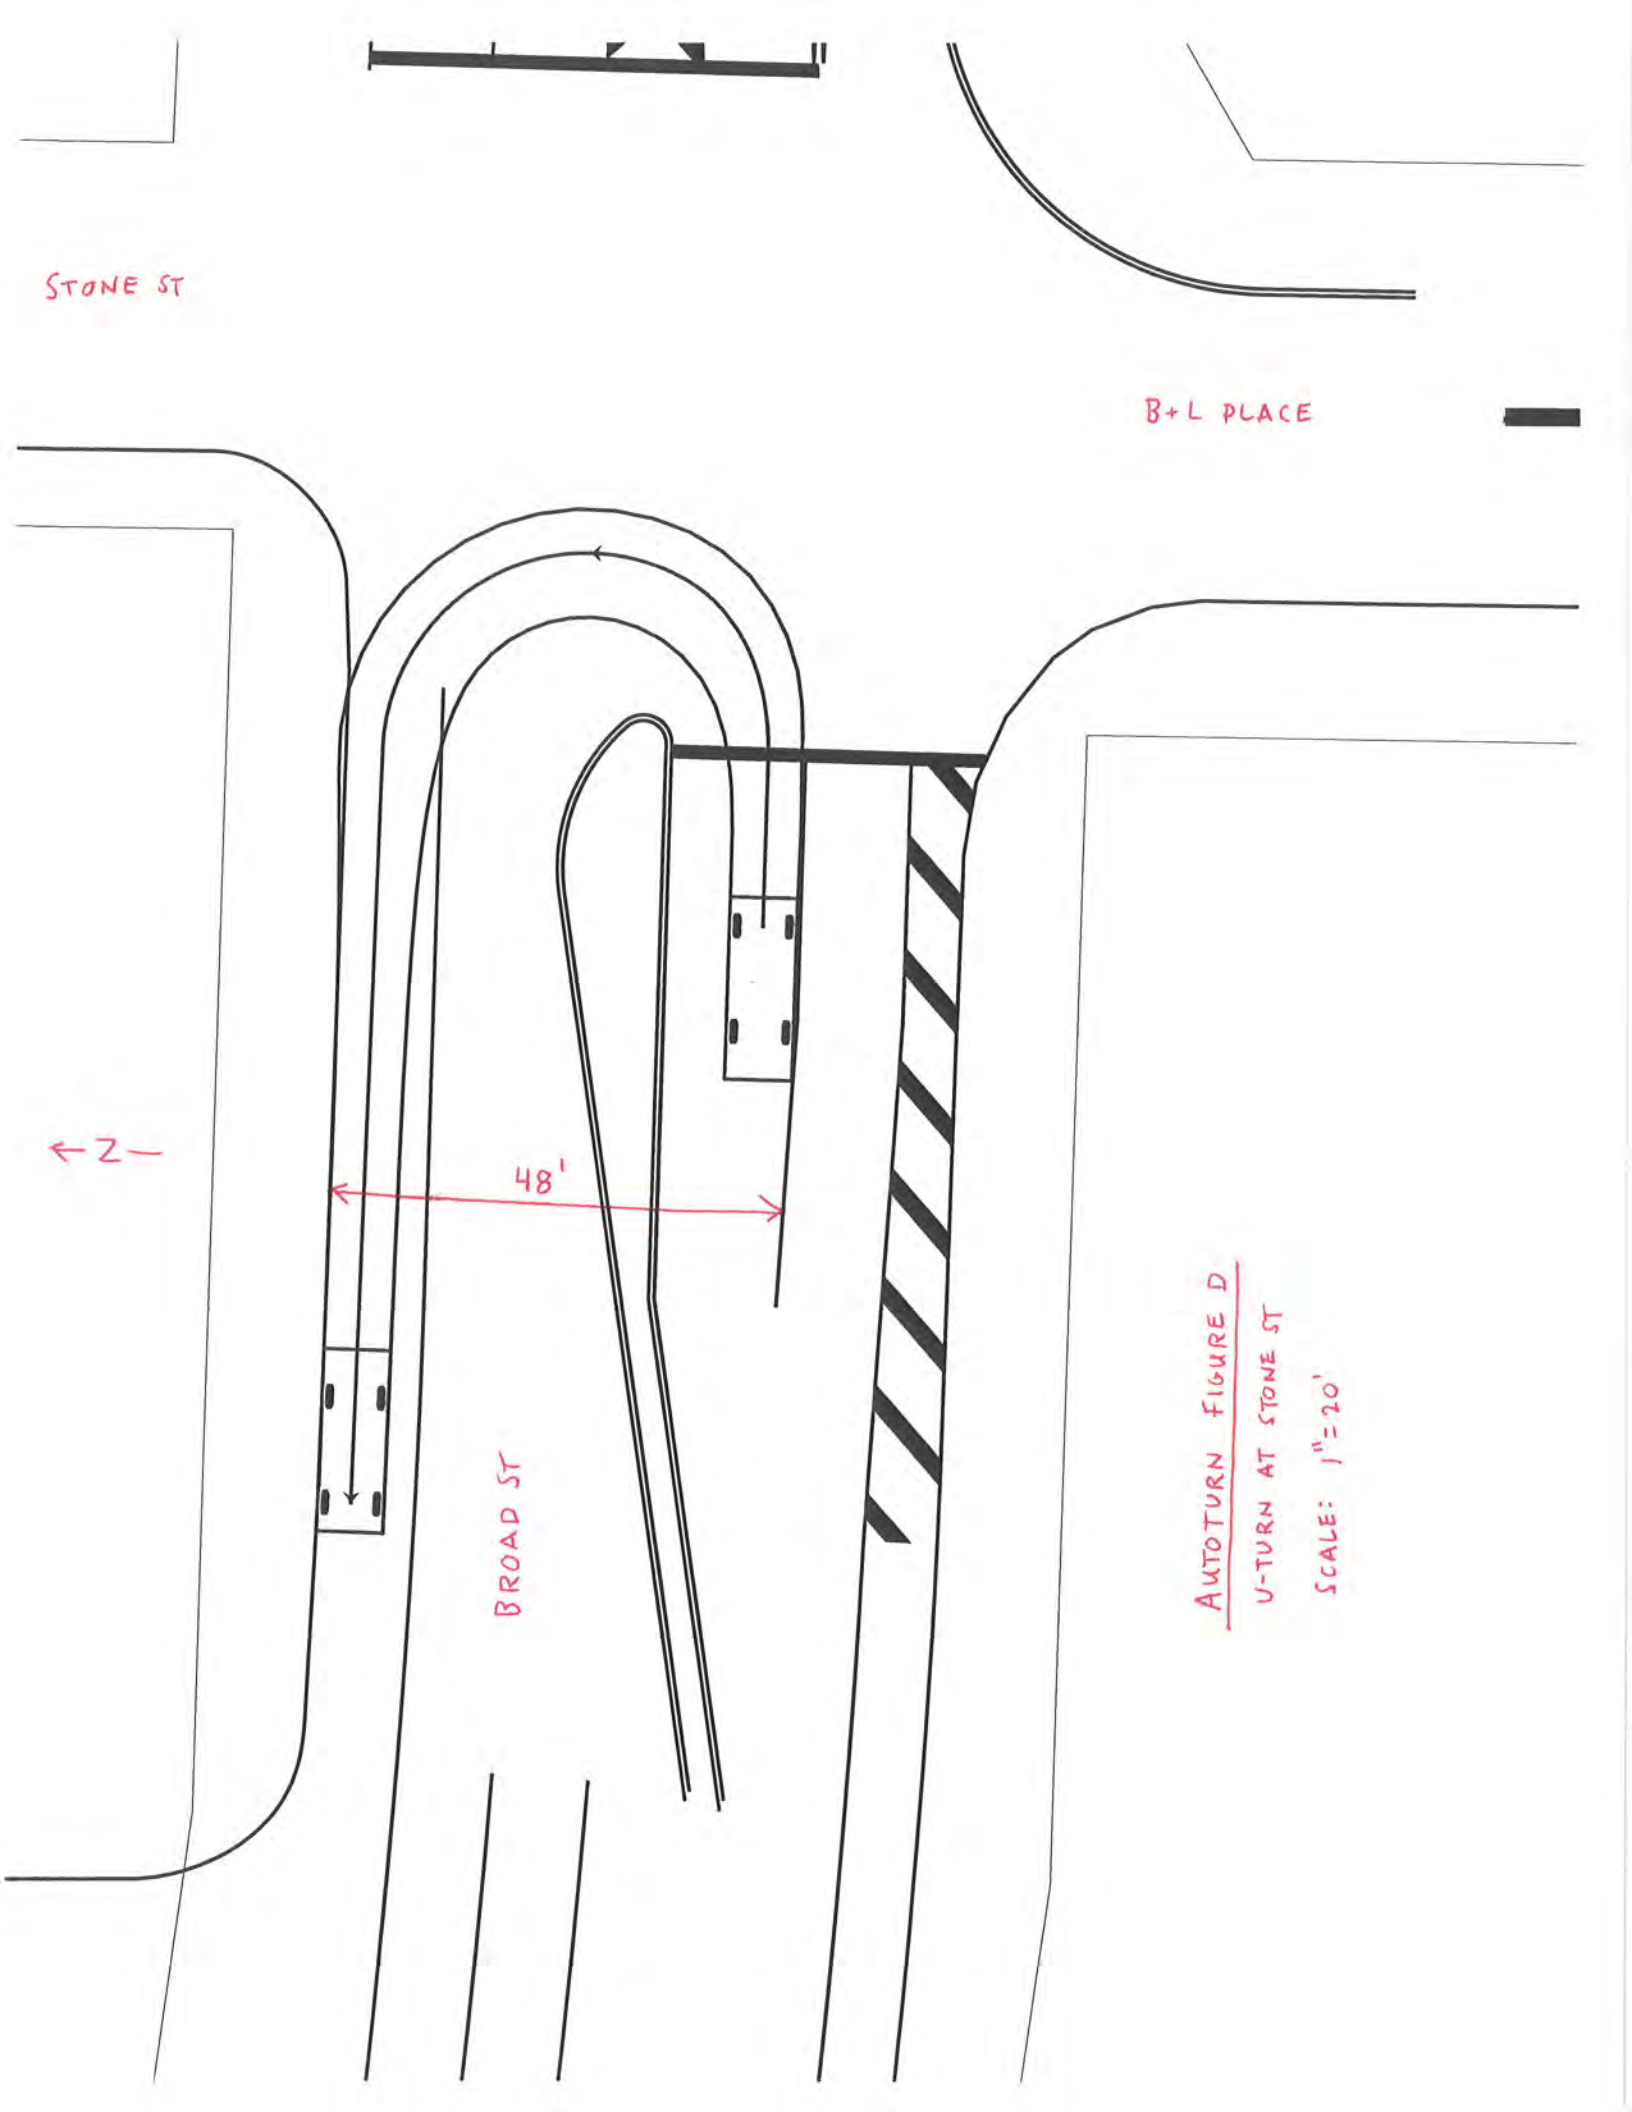 STONE ST
B+L PLACE
N
48'
BROAD ST
AUTOTURN FIGURE D
U-TURN AT STONE ST
SCALE: 1"=20'